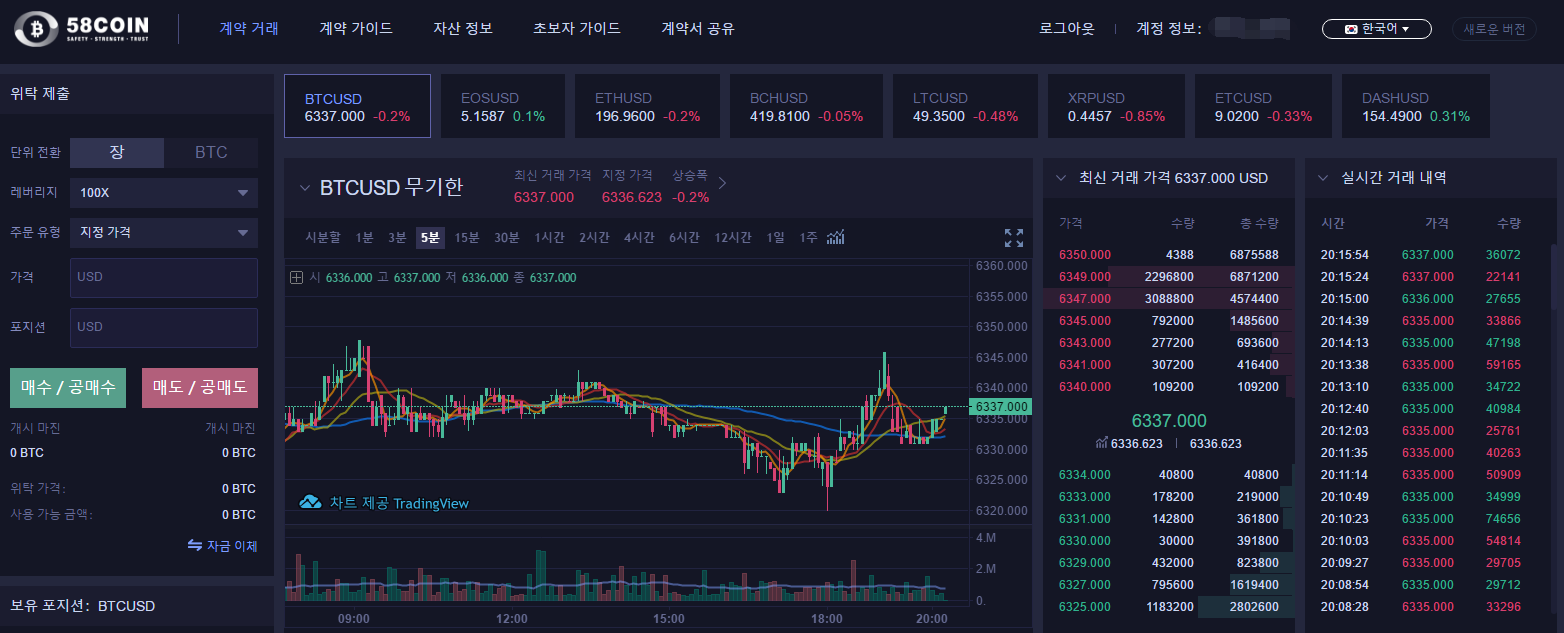 58COIN
SAFETY · STRENGTH · TRUST
계약 거래 계약 가이드 자산 정보 초보자 가이드 계약서 공유
로그아웃 계정 정보: 한국어 새로운 버전
위탁 제출
단위 전환 장 BTC
레버리지 100X
주문 유형 지정 가격
가격 USD
포지션 USD
매수 / 공매수 매도 / 공매도
개시 마진 개시 마진
0 BTC 0 BTC
위탁 가격: 0 BTC
사용 가능 금액: 0 BTC
자금 이체
보유 포지션: BTCUSD
BTCUSD
6337.000 -0.2%
EOSUSD
5.1587 0.1%
ETHUSD
196.9600 -0.2%
BCHUSD
419.8100 -0.05%
LTCUSD
49.3500 -0.48%
XRPUSD
0.4457 -0.85%
ETCUSD
9.0200 -0.33%
DASHUSD
154.4900 0.31%
BTCUSD 무기한
최신 거래 가격 지정 가격 상승폭
6337.000 6336.623 -0.2%
시분할 1분 3분 5분 15분 30분 1시간 2시간 4시간 6시간 12시간 1일 1주
시 6336.000 고 6337.000 저 6336.000 종 6337.000
6360.000
6355.000
6350.000
6345.000
6340.000
6337.000
6335.000
6330.000
6325.000
6320.000
차트 제공 TradingView
4.M
2.M
0.
09:00 12:00 15:00 18:00 20:00
최신 거래 가격 6337.000 USD
가격 수량 총 수량
6350.000 4388 6875588
6349.000 2296800 6871200
6347.000 3088800 4574400
6345.000 792000 1485600
6343.000 277200 693600
6341.000 307200 416400
6340.000 109200 109200
6337.000
6336.623 6336.623
6334.000 40800 40800
6333.000 178200 219000
6331.000 142800 361800
6330.000 30000 391800
6329.000 432000 823800
6327.000 795600 1619400
6325.000 1183200 2802600
실시간 거래 내역
시간 가격 수량
20:15:54 6337.000 36072
20:15:24 6337.000 22141
20:15:00 6336.000 27655
20:14:39 6335.000 33866
20:14:13 6335.000 47198
20:13:38 6335.000 59165
20:13:10 6335.000 34722
20:12:40 6335.000 40984
20:12:03 6335.000 25761
20:11:35 6335.000 40263
20:11:14 6335.000 50909
20:10:49 6335.000 34999
20:10:23 6335.000 74656
20:10:03 6335.000 54814
20:09:27 6335.000 29705
20:08:54 6335.000 29712
20:08:28 6335.000 33296